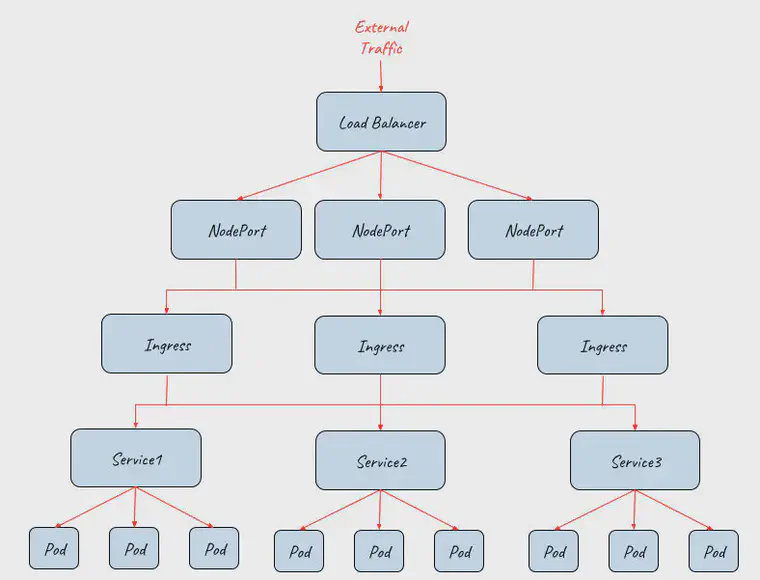 External
Traffic
Load Balancer
NodePort
NodePort
NodePort
Ingress
Ingress
Ingress
Service1
Service2
Service3
Pod
Pod
Pod
Pod
Pod
Pod
Pod
Pod
Pod